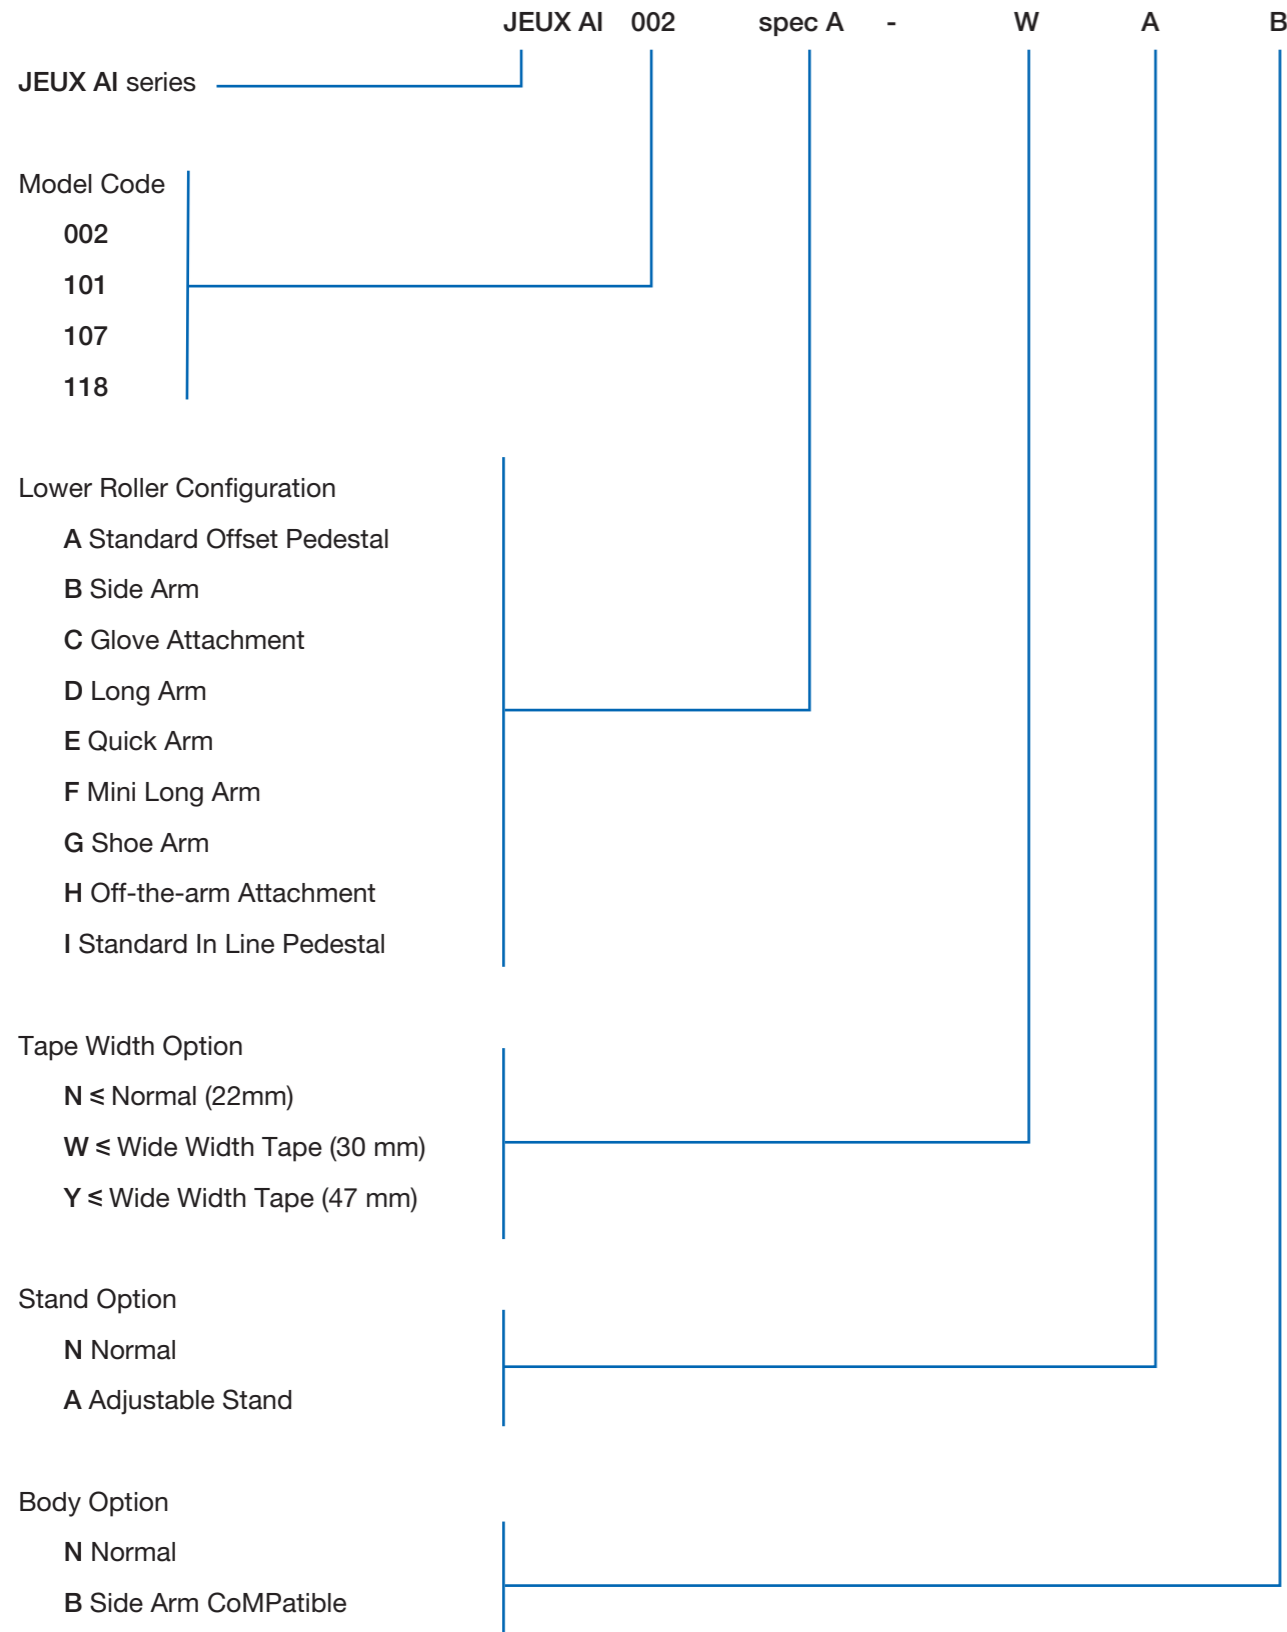 JEUX AI 002 spec A - W A B
JEUX AI series
Model Code
002
101
107
118
Lower Roller Configuration
A Standard Offset Pedestal
B Side Arm
C Glove Attachment
D Long Arm
E Quick Arm
F Mini Long Arm
G Shoe Arm
H Off-the-arm Attachment
I Standard In Line Pedestal
Tape Width Option
N ≤ Normal (22mm)
W ≤ Wide Width Tape (30 mm)
Y ≤ Wide Width Tape (47 mm)
Stand Option
N Normal
A Adjustable Stand
Body Option
N Normal
B Side Arm CoMPatible